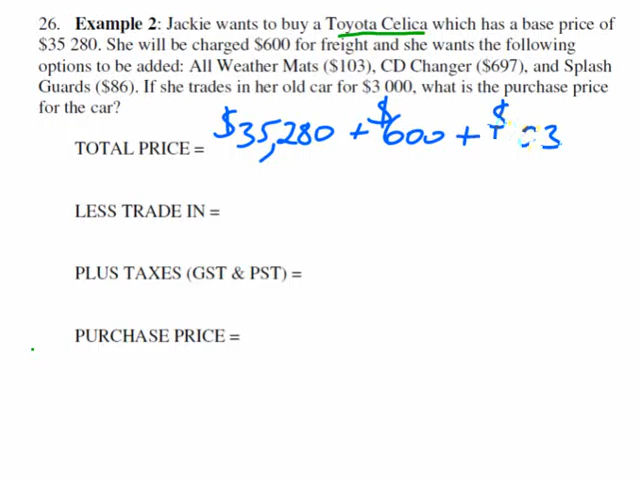 26. Example 2: Jackie wants to buy a Toyota Celica which has a base price of
$35 280. She will be charged $600 for freight and she wants the following
options to be added: All Weather Mats ($103), CD Changer ($697), and Splash
Guards ($86). If she trades in her old car for $3 000, what is the purchase price
for the car?
TOTAL PRICE = $35,280 + $600 + $
LESS TRADE IN =
PLUS TAXES (GST & PST) =
PURCHASE PRICE =